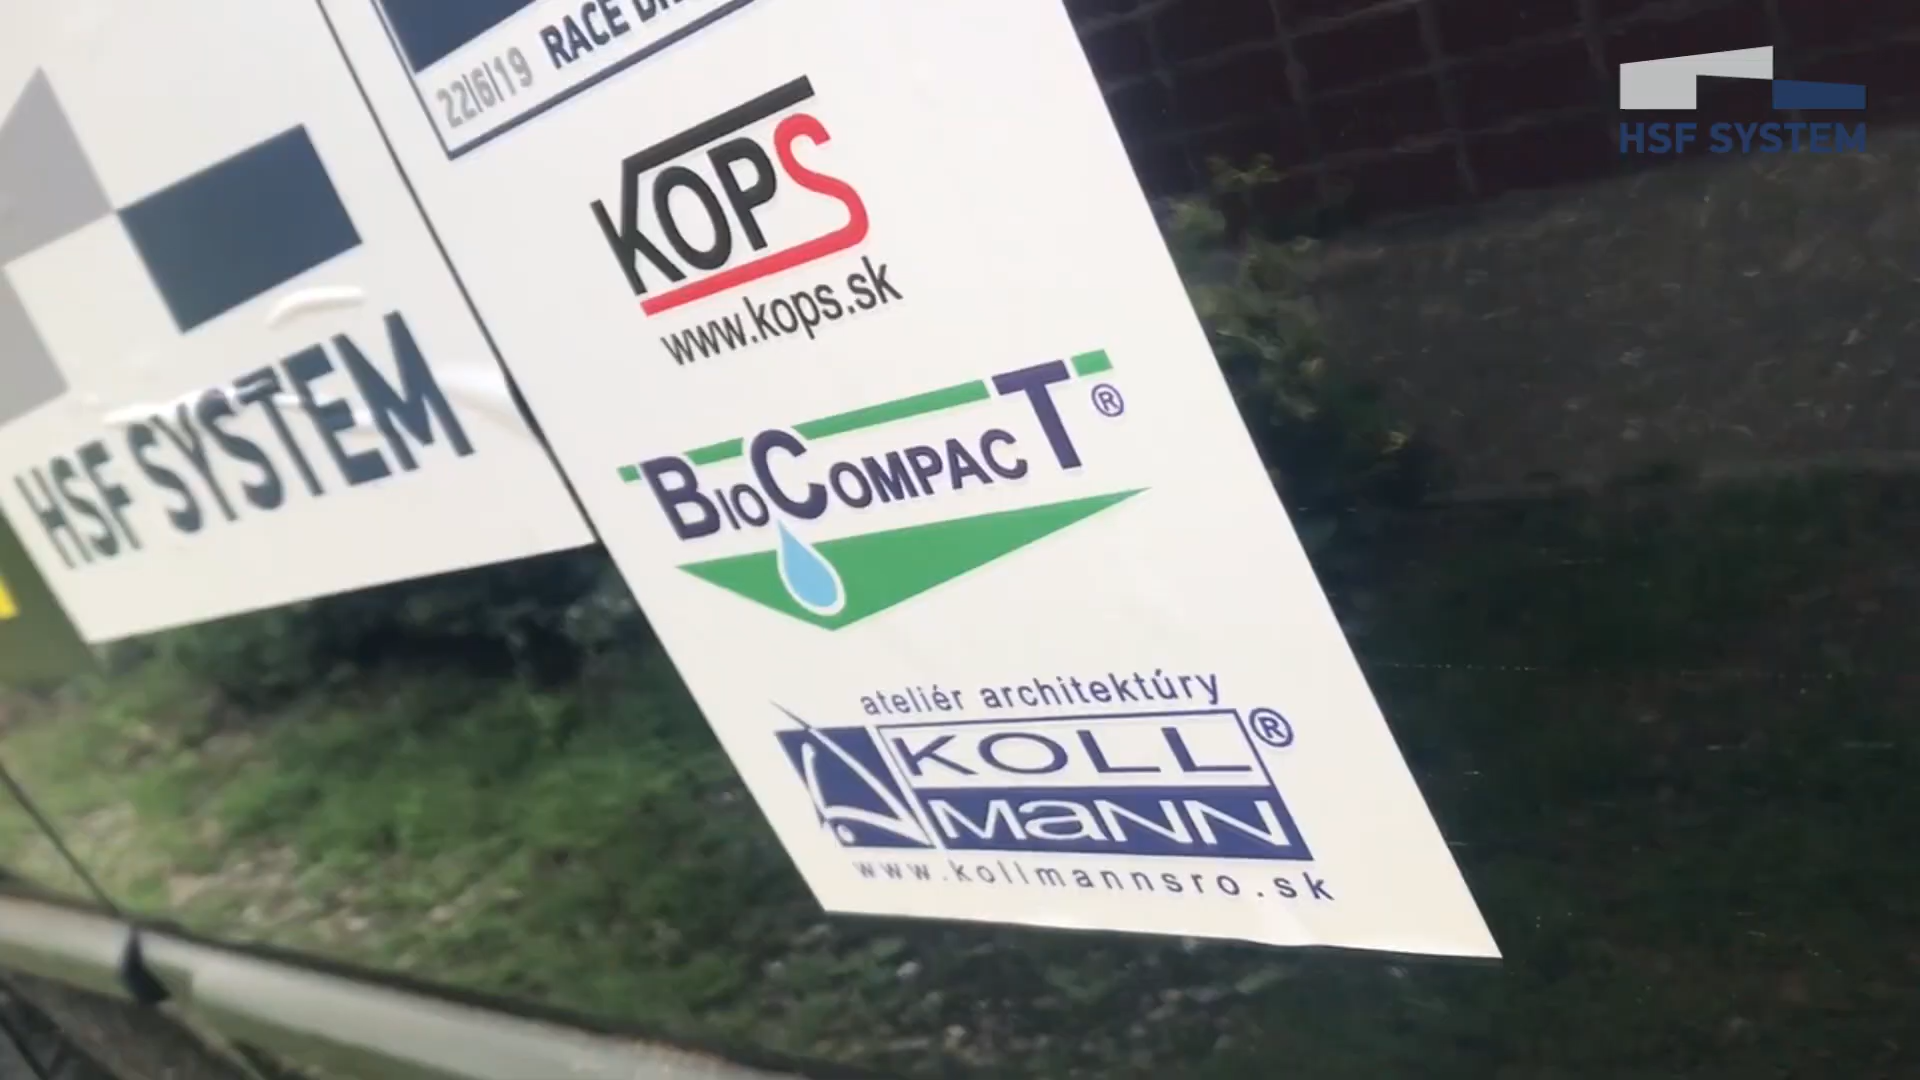 22|6|19 RACE
HSF SYSTEM
KOPS
www.kops.sk
BIOCOMPACT®
ateliér architektúry
KOLL®
MANN
www.kollmannsro.sk
HSF SYSTEM